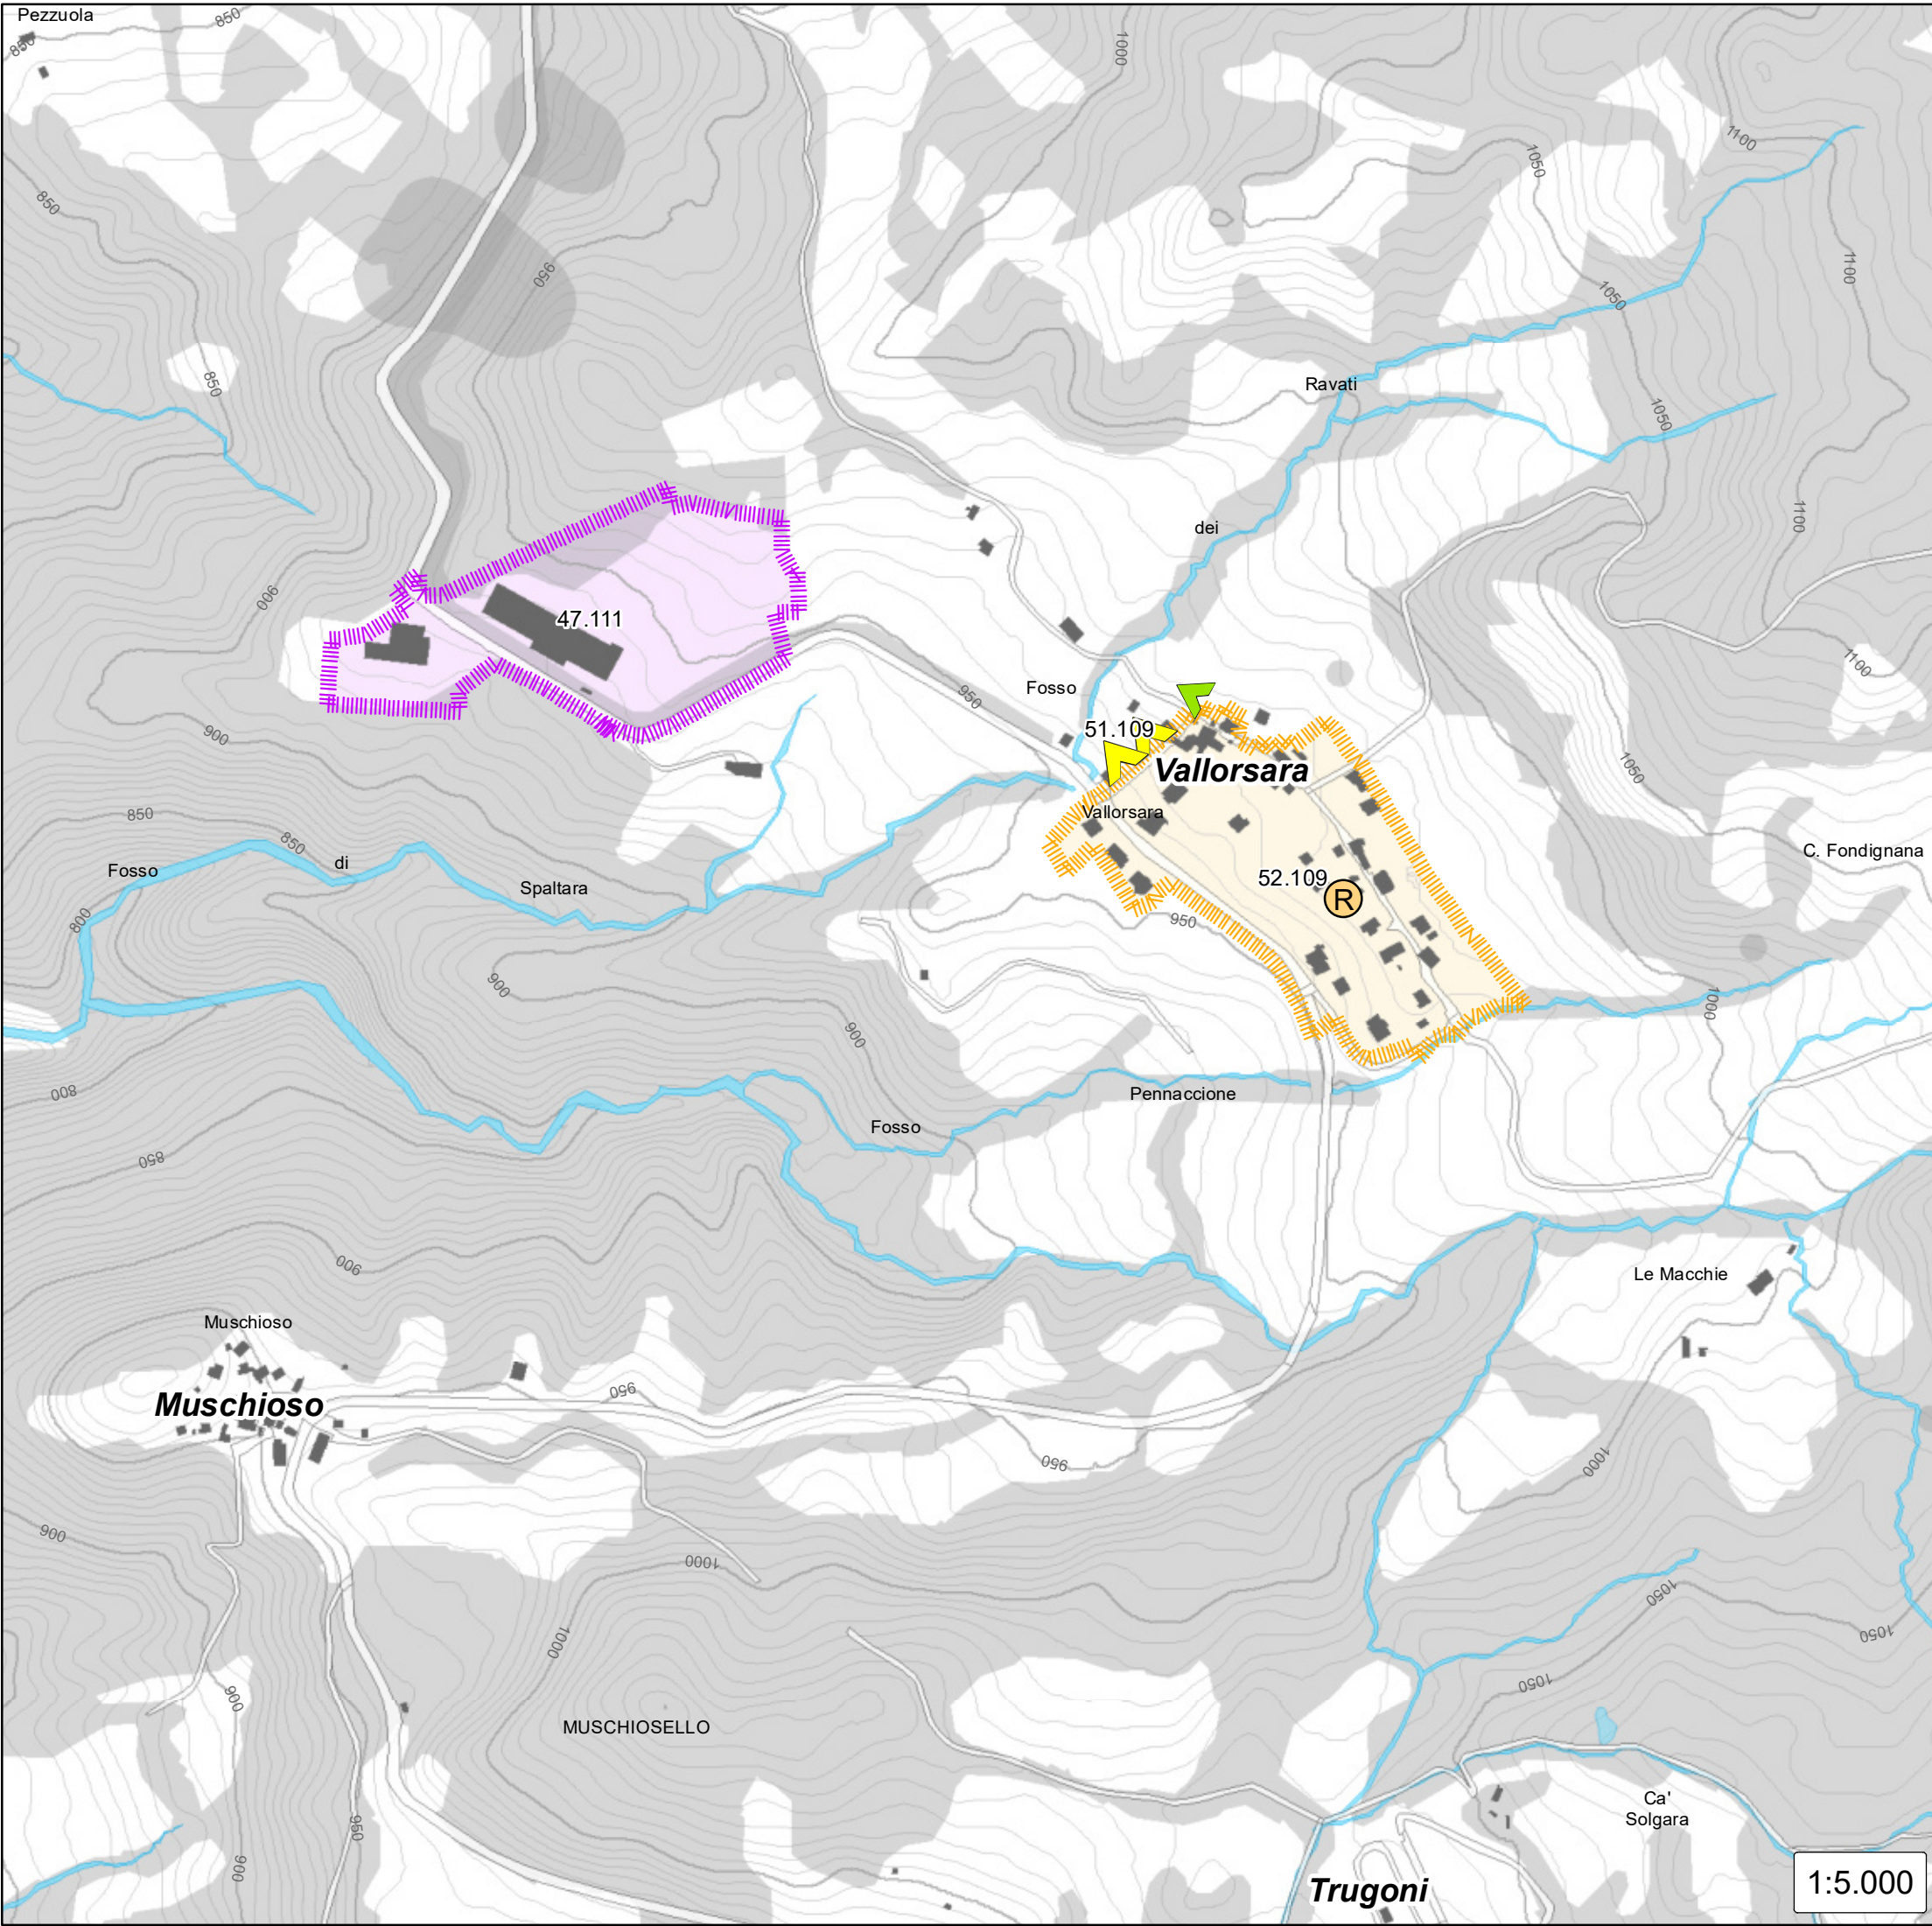 Pezzuola
850
850
1000
1100
1050
850
950
1100
1050
850
Ravati
1050
1100
dei
900
47.111
1100
Fosso
950
900
51.109
Vallorsara
1050
Vallorsara
850
850
di
Fosso
Spaltara
C. Fondignana
52.109
R
800
950
900
1000
900
800
Pennaccione
Fosso
850
900
Le Macchie
Muschioso
950
Muschioso
950
1000
900
1000
1050
1000
1050
1050
900
MUSCHIOSELLO
Ca'
Solgara
950
900
1:5.000
Trugoni